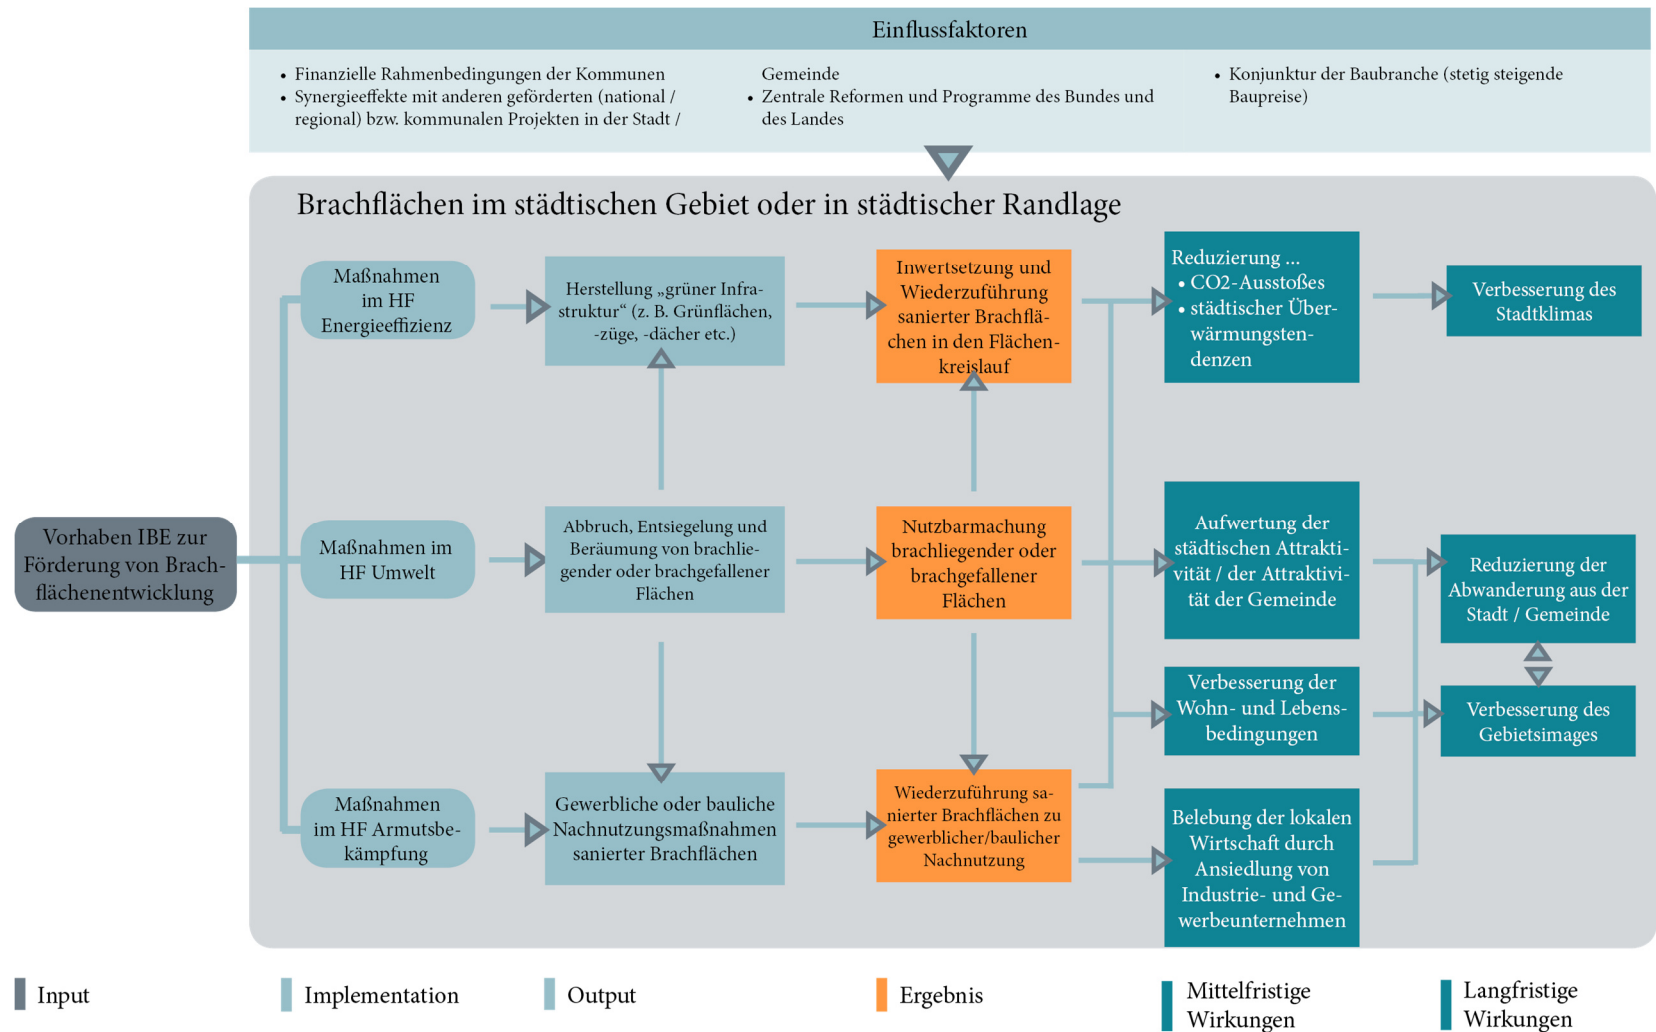 Einflussfaktoren
• Finanzielle Rahmenbedingungen der Kommunen
• Synergieeffekte mit anderen geförderten (national /
regional) bzw. kommunalen Projekten in der Stadt /
Gemeinde
• Zentrale Reformen und Programme des Bundes und
des Landes
• Konjunktur der Baubranche (stetig steigende
Baupreise)
Brachflächen im städtischen Gebiet oder in städtischer Randlage
Vorhaben IBE zur
Förderung von Brach-
flächenentwicklung
Maßnahmen
im HF
Energieeffizienz
Maßnahmen im
HF Umwelt
Maßnahmen
im HF Armutsbe-
kämpfung
Herstellung „grüner Infra-
struktur“ (z. B. Grünflächen,
-züge, -dächer etc.)
Abbruch, Entsiegelung und
Beräumung von brachlie-
gender oder brachgefallener
Flächen
Gewerbliche oder bauliche
Nachnutzungsmaßnahmen
sanierter Brachflächen
Inwertsetzung und
Wiederzuführung
sanierter Brachflä-
chen in den Flächen-
kreislauf
Nutzbarmachung
brachliegender oder
brachgefallener
Flächen
Wiederzuführung sa-
nierter Brachflächen zu
gewerblicher/baulicher
Nachnutzung
Reduzierung ...
• CO2-Ausstoßes
• städtischer Über-
wärmungsten-
denzen
Aufwertung der
städtischen Attrakti-
vität / der Attraktivi-
tät der Gemeinde
Verbesserung der
Wohn- und Lebens-
bedingungen
Belebung der lokalen
Wirtschaft durch
Ansiedlung von
Industrie- und Ge-
werbeunternehmen
Verbesserung des
Stadtklimas
Reduzierung der
Abwanderung aus der
Stadt / Gemeinde
Verbesserung des
Gebietsimages
Input
Implementation
Output
Ergebnis
Mittelfristige
Wirkungen
Langfristige
Wirkungen